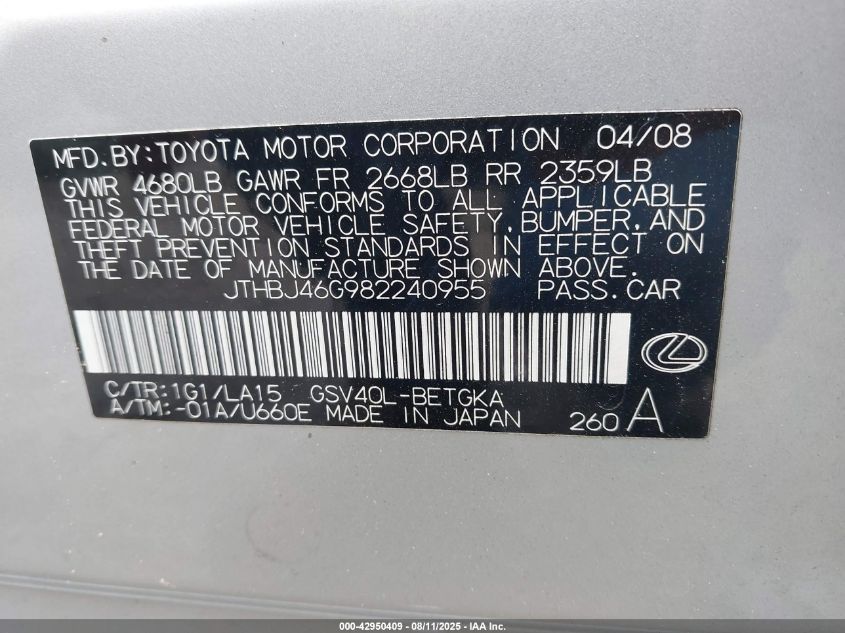 MFD. BY: TOYOTA MOTOR CORPORATION 04/08
GVWR 4680LB GAWR FR 2668LB RR 2359LB
THIS VEHICLE CONFORMS TO ALL APPLICABLE
FEDERAL MOTOR VEHICLE SAFETY, BUMPER, AND
THEFT PREVENTION STANDARDS IN EFFECT ON
THE DATE OF MANUFACTURE SHOWN ABOVE.
JTHBJ46G982240955 PASS. CAR
C/TR: 1G1/LA15 GSV40L-BETGKA
A/TM: -01A/U660E MADE IN JAPAN
260 A
000-42950409 - 08/11/2025 - IAA Inc.